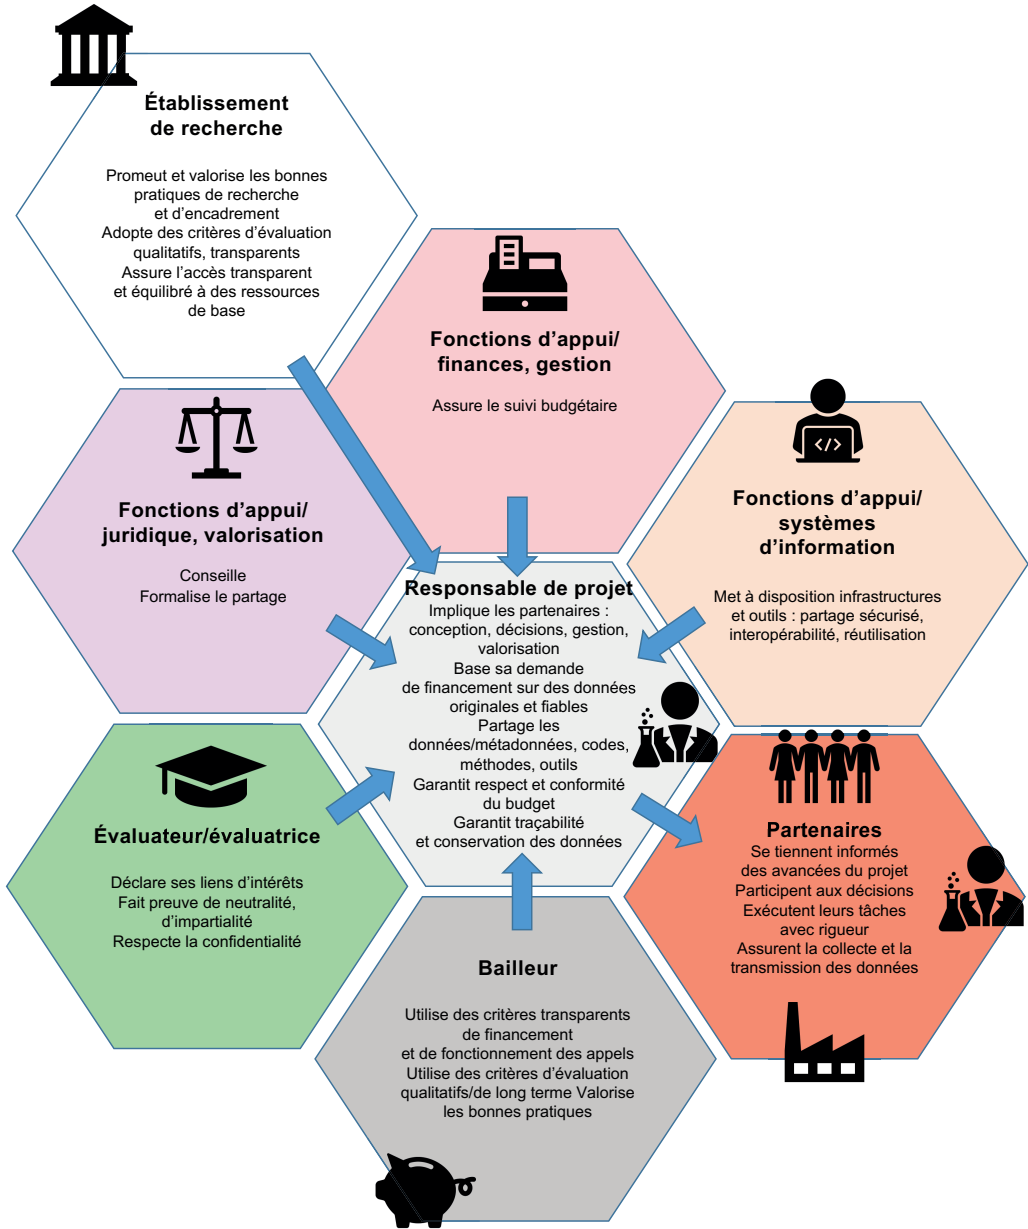 Établissement
de recherche
Promeut et valorise les bonnes
pratiques de recherche
et d’encadrement
Adopte des critères d’évaluation
qualitatifs, transparents
Assure l’accès transparent
et équilibré à des ressources
de base
Fonctions d’appui/
finances, gestion
Assure le suivi budgétaire
Fonctions d’appui/
juridique, valorisation
Conseille
Formalise le partage
</>
Fonctions d’appui/
systèmes
d’information
Met à disposition infrastructures
et outils : partage sécurisé,
interopérabilité, réutilisation
Responsable de projet
Implique les partenaires :
conception, décisions, gestion,
valorisation
Base sa demande
de financement sur des données
originales et fiables
Partage les
données/métadonnées, codes,
méthodes, outils
Garantit respect et conformité
du budget
Garantit traçabilité
et conservation des données
Évaluateur/évaluatrice
Déclare ses liens d’intérêts
Fait preuve de neutralité,
d’impartialité
Respecte la confidentialité
Partenaires
Se tiennent informés
des avancées du projet
Participent aux décisions
Exécutent leurs tâches
avec rigueur
Assurent la collecte et la
transmission des données
Bailleur
Utilise des critères transparents
de financement
et de fonctionnement des appels
Utilise des critères d’évaluation
qualitatifs/de long terme Valorise
les bonnes pratiques